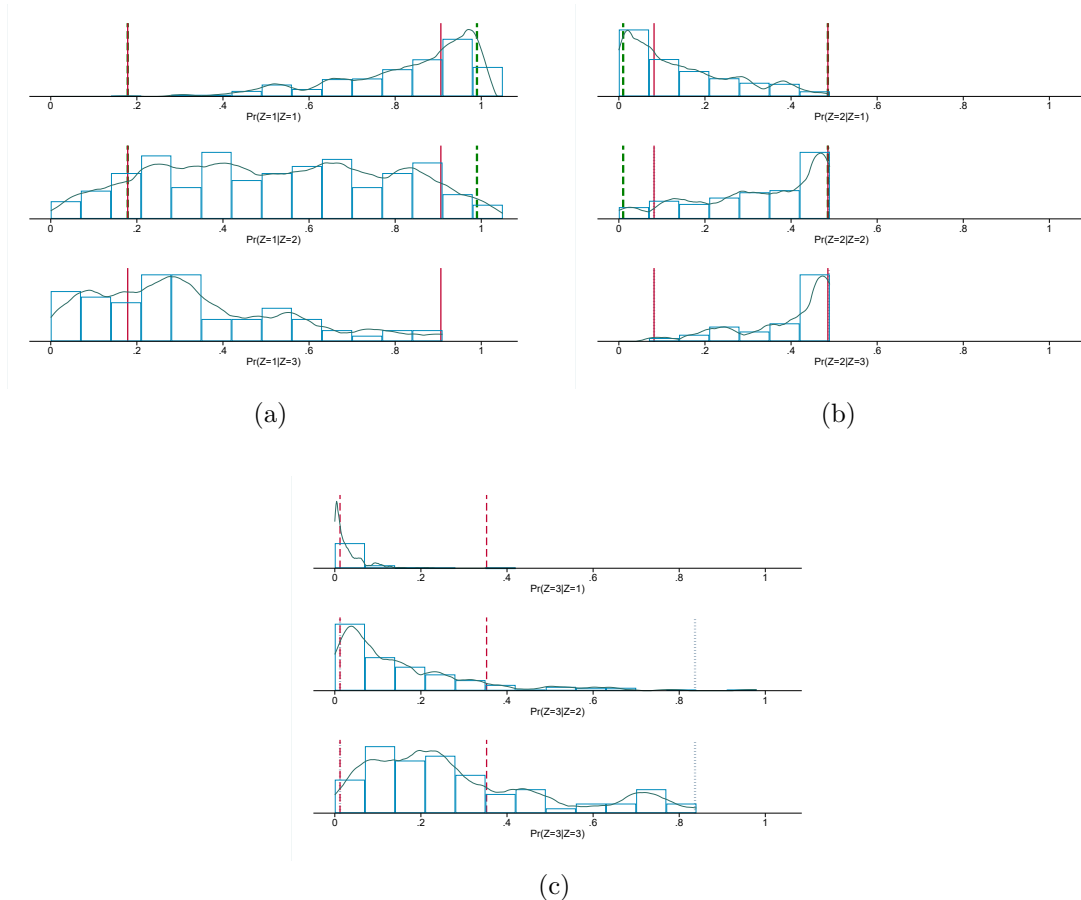 0 .2 .4 .6 .8 1
Pr(Z=1|Z=1)
0 .2 .4 .6 .8 1
Pr(Z=1|Z=2)
0 .2 .4 .6 .8 1
Pr(Z=1|Z=3)
(a)
0 .2 .4 .6 .8 1
Pr(Z=2|Z=1)
0 .2 .4 .6 .8 1
Pr(Z=2|Z=2)
0 .2 .4 .6 .8 1
Pr(Z=2|Z=3)
(b)
0 .2 .4 .6 .8 1
Pr(Z=3|Z=1)
0 .2 .4 .6 .8 1
Pr(Z=3|Z=2)
0 .2 .4 .6 .8 1
Pr(Z=3|Z=3)
(c)